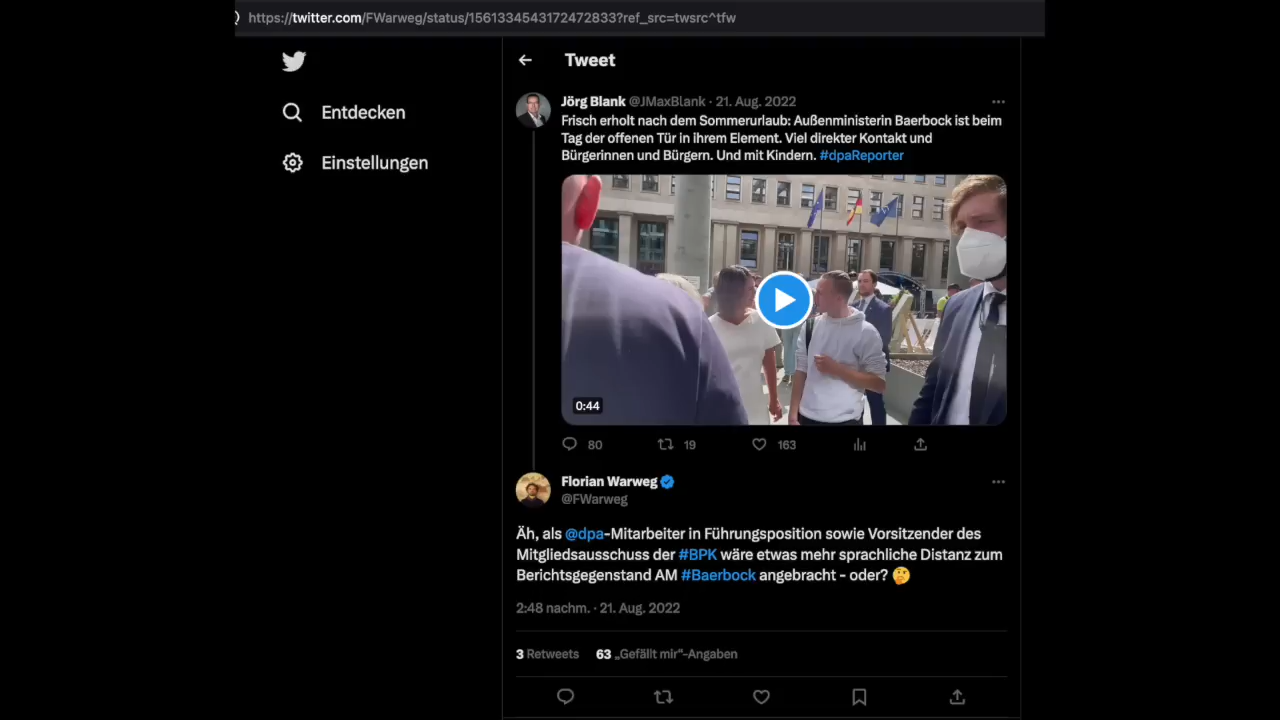 https://twitter.com/FWarweg/status/1561334543172472833?ref_src=twsrc^tfw
Tweet
Entdecken
Einstellungen
Jörg Blank @JMaxBlank · 21. Aug. 2022
Frisch erholt nach dem Sommerurlaub: Außenministerin Baerbock ist beim
Tag der offenen Tür in ihrem Element. Viel direkter Kontakt und
Bürgerinnen und Bürgern. Und mit Kindern. #dpaReporter
0:44
80 19 163
Florian Warweg
@FWarweg
Äh, als @dpa-Mitarbeiter in Führungsposition sowie Vorsitzender des
Mitgliedsausschuss der #BPK wäre etwas mehr sprachliche Distanz zum
Berichtsgegenstand AM #Baerbock angebracht - oder? 🤔
2:48 nachm. · 21. Aug. 2022
3 Retweets 63 „Gefällt mir“-Angaben